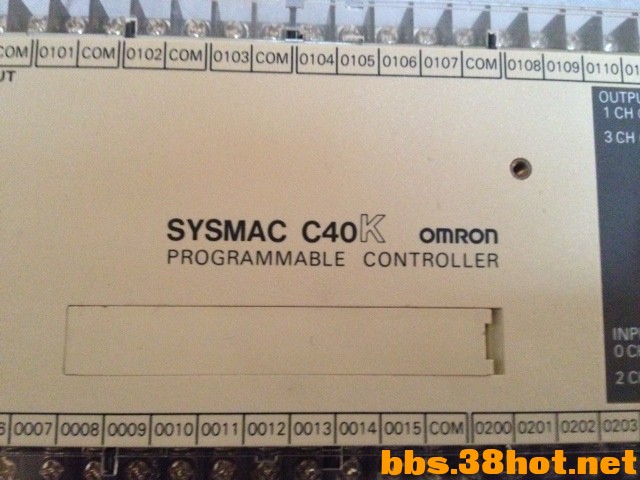 COM 0101 COM 0102 COM 0103 COM 0104 0105 0106 0107 COM 0108 0109 0110
OUTPU
1 CH
3 CH
SYSMAC C40K OMRON
PROGRAMMABLE CONTROLLER
INP
0 C
2 C
0007 0008 0009 0010 0011 0012 0013 0014 0015 COM 0200 0201 0202 0203
bbs.38hot.net